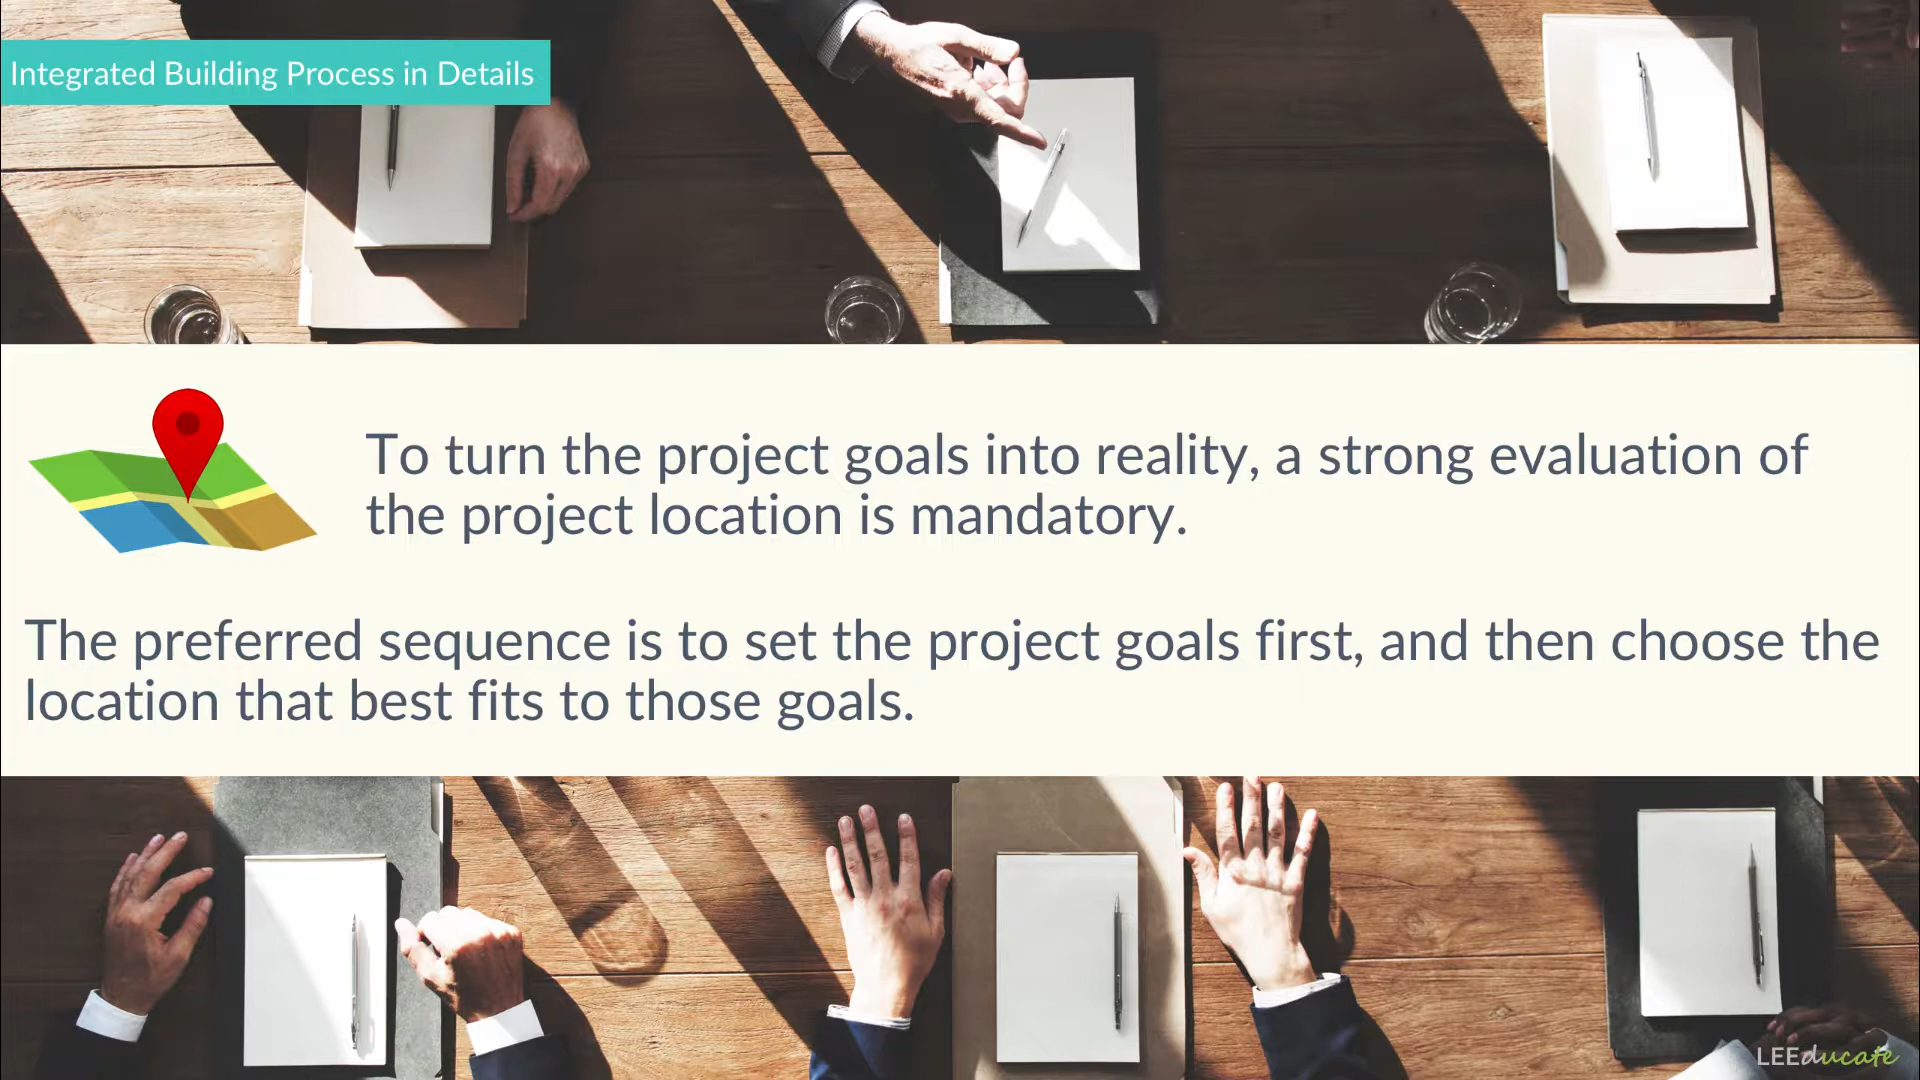 Integrated Building Process in Details
To turn the project goals into reality, a strong evaluation of
the project location is mandatory.
The preferred sequence is to set the project goals first, and then choose the
location that best fits to those goals.
LEEducate